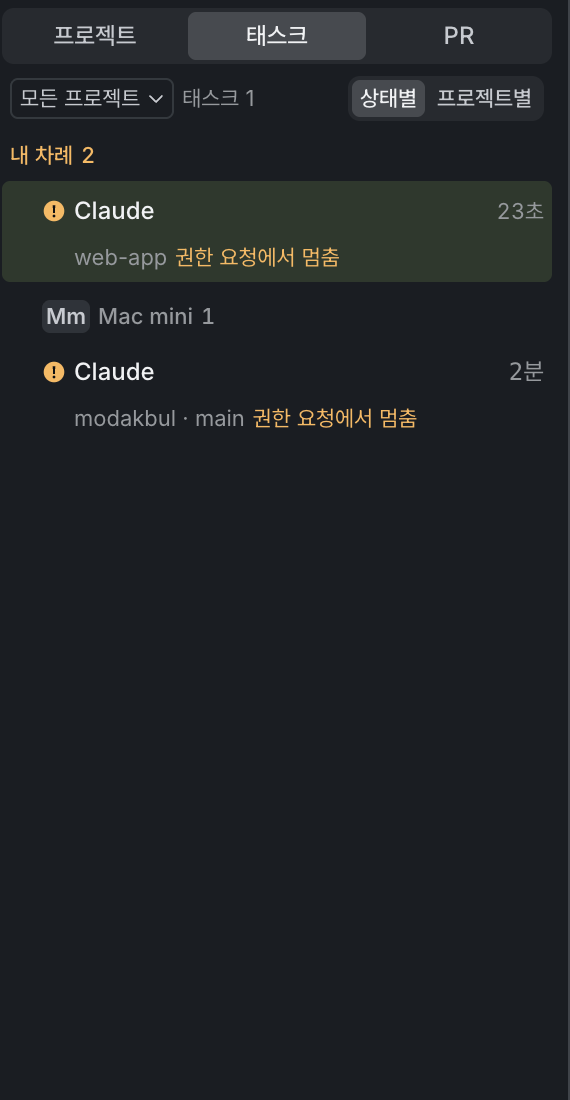 프로젝트 태스크 PR
모든 프로젝트 태스크 1 상태별 프로젝트별
내 차례 2
! Claude 23초
web-app 권한 요청에서 멈춤
Mm Mac mini 1
! Claude 2분
modakbul · main 권한 요청에서 멈춤